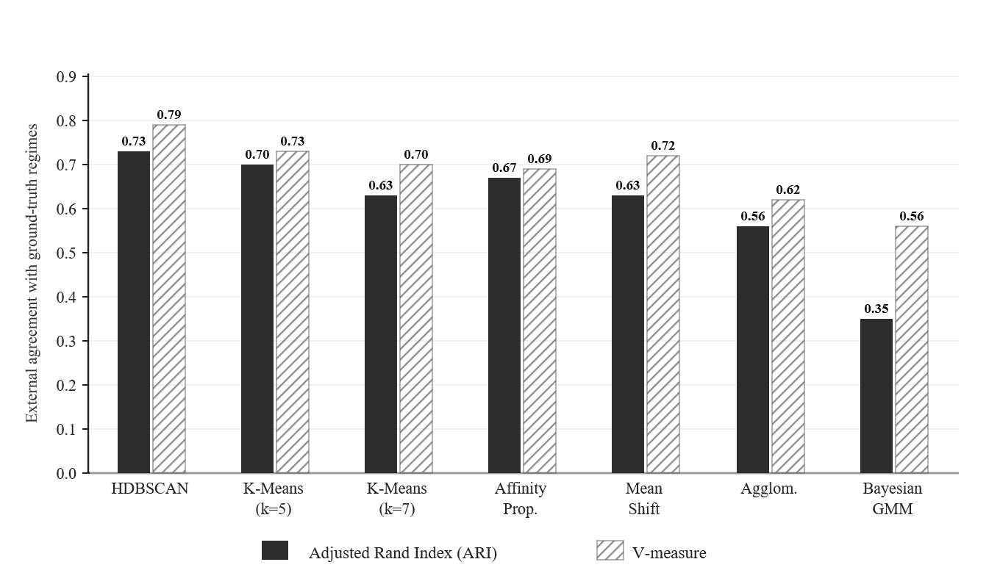 External agreement with ground-truth regimes
0.9
0.8
0.7
0.6
0.5
0.4
0.3
0.2
0.1
0.0
0.73 0.79
0.70 0.73
0.63 0.70
0.67 0.69
0.63 0.72
0.56 0.62
0.35 0.56
HDBSCAN
K-Means
(k=5)
K-Means
(k=7)
Affinity
Prop.
Mean
Shift
Agglom.
Bayesian
GMM
Adjusted Rand Index (ARI)
V-measure